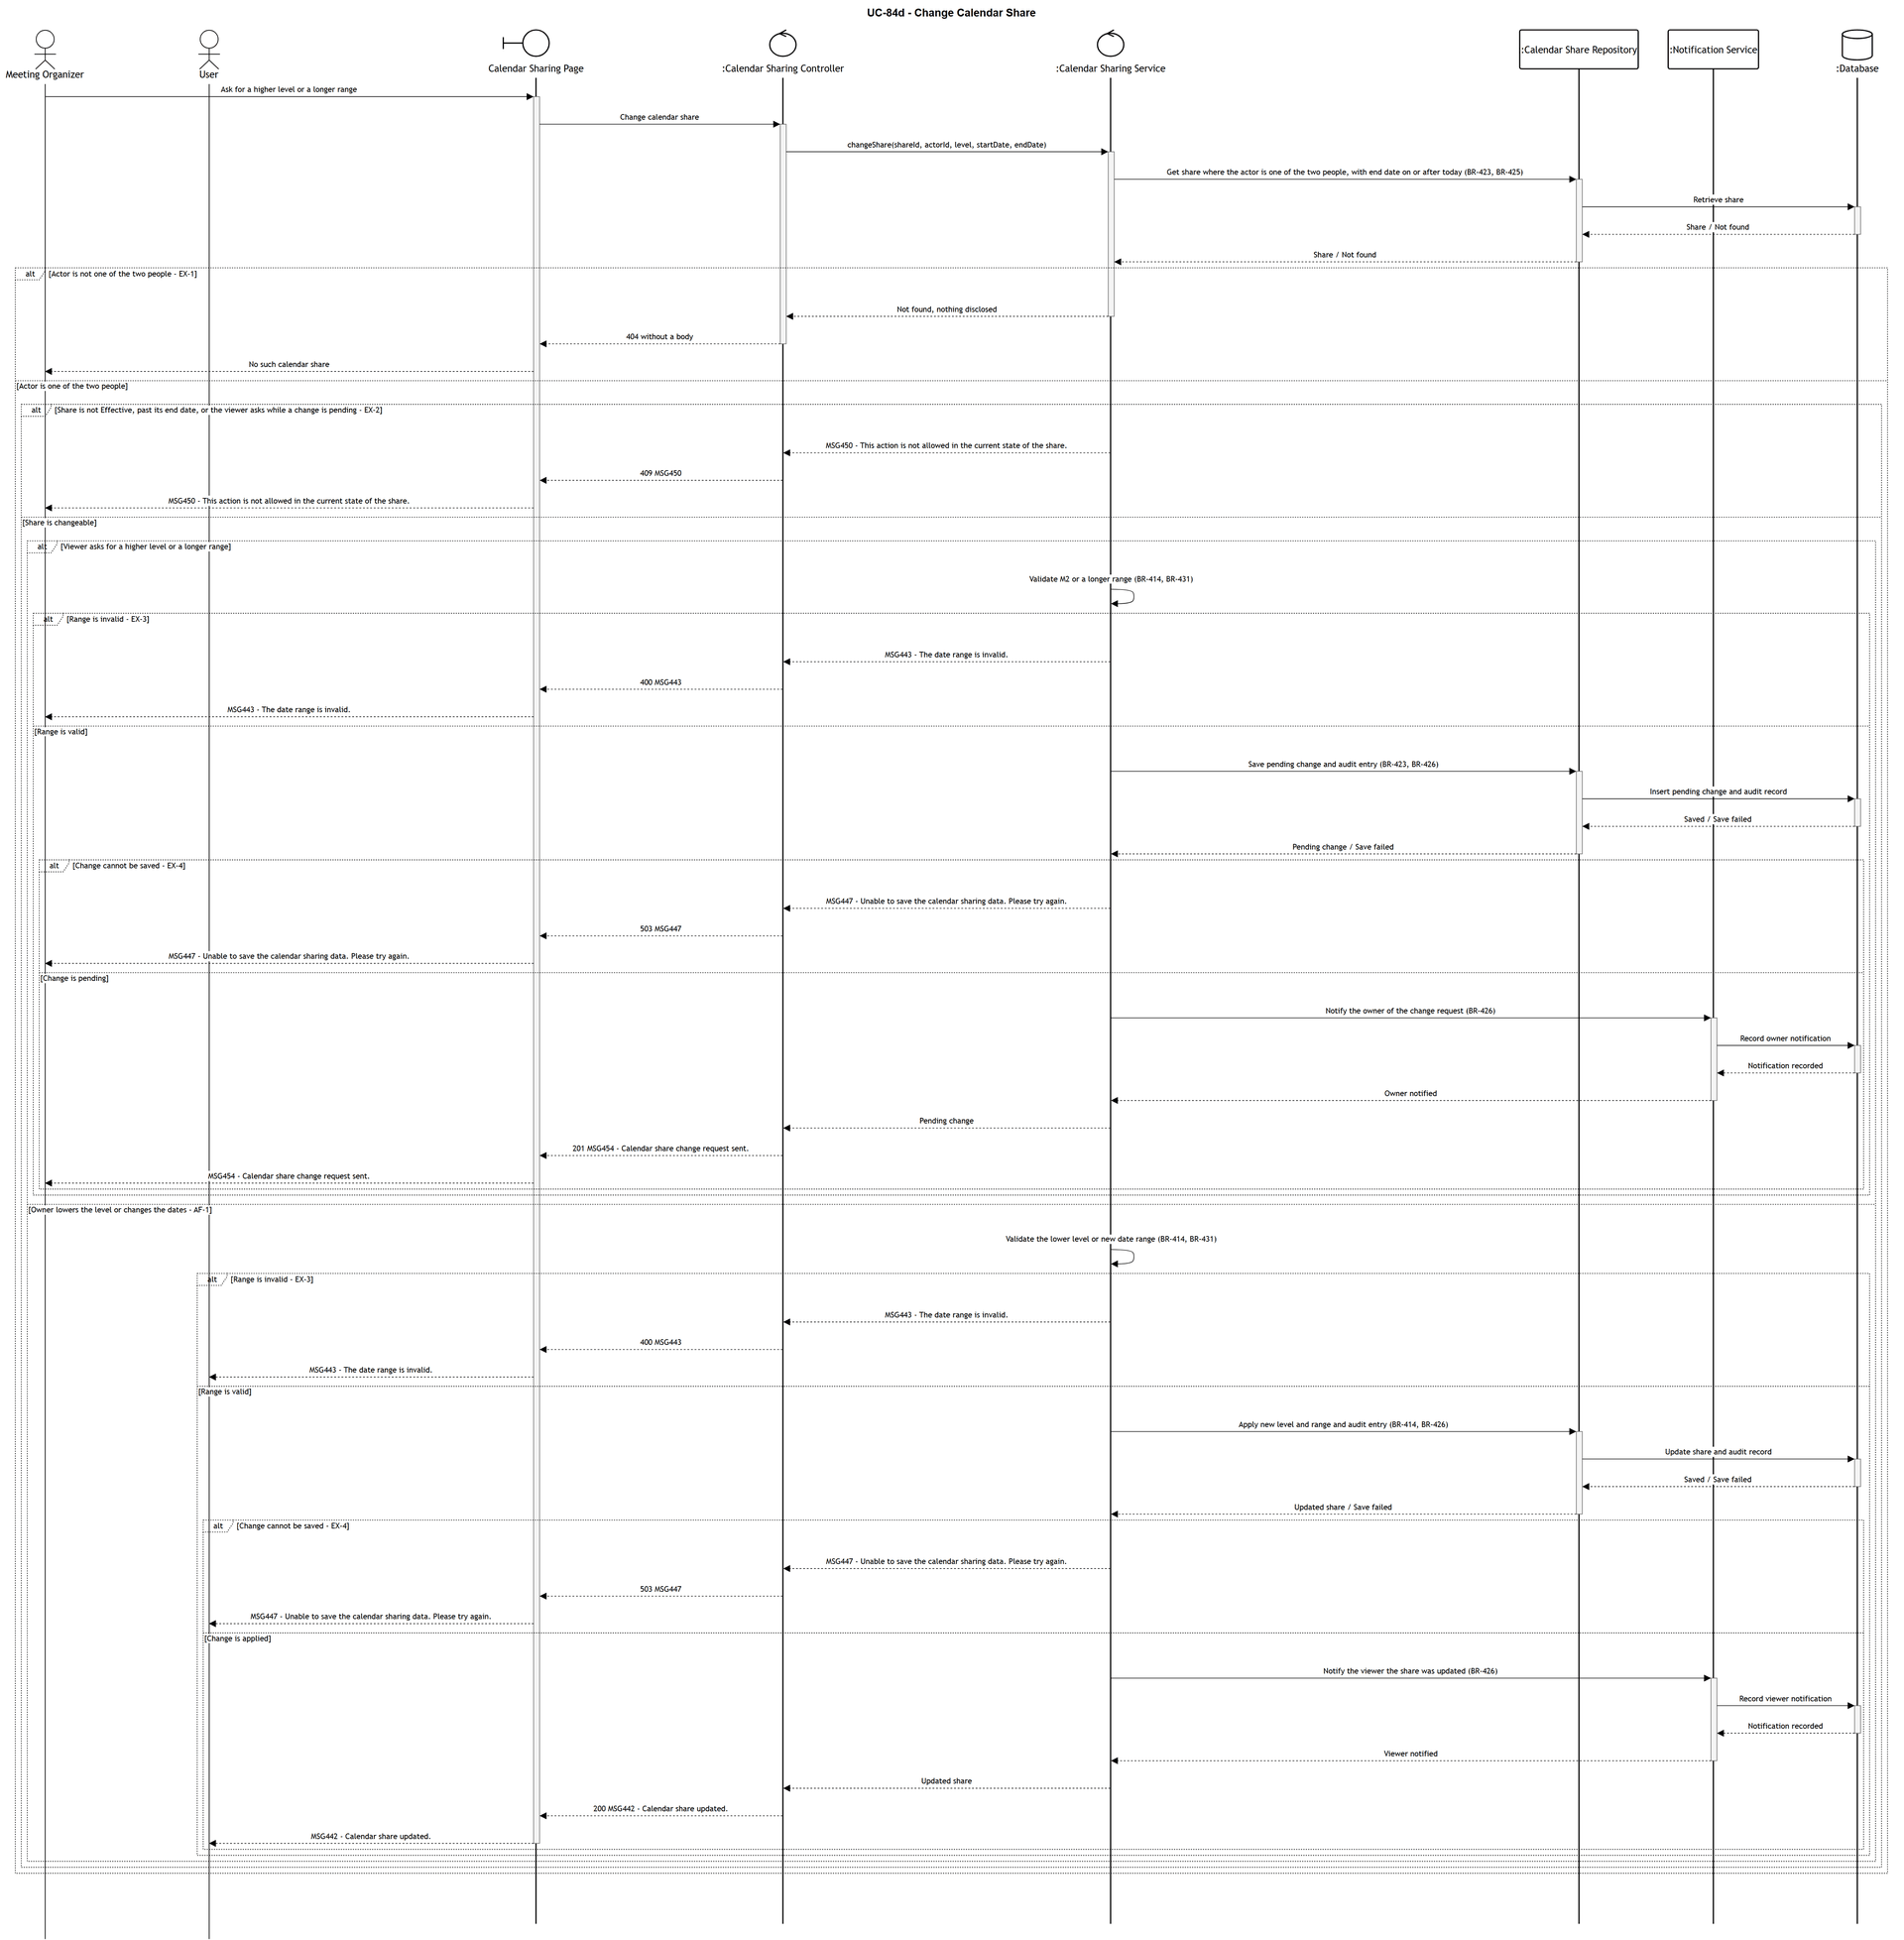 UC-84d - Change Calendar Share
Meeting Organizer
User
Calendar Sharing Page
:Calendar Sharing Controller
:Calendar Sharing Service
:Calendar Share Repository
:Notification Service
:Database
Ask for a higher level or a longer range
Change calendar share
changeShare(shareId, actorId, level, startDate, endDate)
Get share where the actor is one of the two people, with end date on or after today (BR-423, BR-425)
Retrieve share
Share / Not found
Share / Not found
alt
[Actor is not one of the two people - EX-1]
Not found, nothing disclosed
404 without a body
No such calendar share
[Actor is one of the two people]
alt
[Share is not Effective, past its end date, or the viewer asks while a change is pending - EX-2]
MSG450 - This action is not allowed in the current state of the share.
409 MSG450
MSG450 - This action is not allowed in the current state of the share.
[Share is changeable]
alt
[Viewer asks for a higher level or a longer range]
Validate M2 or a longer range (BR-414, BR-431)
alt
[Range is invalid - EX-3]
MSG443 - The date range is invalid.
400 MSG443
MSG443 - The date range is invalid.
[Range is valid]
Save pending change and audit entry (BR-423, BR-426)
Insert pending change and audit record
Saved / Save failed
Pending change / Save failed
alt
[Change cannot be saved - EX-4]
MSG447 - Unable to save the calendar sharing data. Please try again.
503 MSG447
MSG447 - Unable to save the calendar sharing data. Please try again.
[Change is pending]
Notify the owner of the change request (BR-426)
Record owner notification
Notification recorded
Owner notified
Pending change
201 MSG454 - Calendar share change request sent.
MSG454 - Calendar share change request sent.
[Owner lowers the level or changes the dates - AF-1]
Validate the lower level or new date range (BR-414, BR-431)
alt
[Range is invalid - EX-3]
MSG443 - The date range is invalid.
400 MSG443
MSG443 - The date range is invalid.
[Range is valid]
Apply new level and range and audit entry (BR-414, BR-426)
Update share and audit record
Saved / Save failed
Updated share / Save failed
alt
[Change cannot be saved - EX-4]
MSG447 - Unable to save the calendar sharing data. Please try again.
503 MSG447
MSG447 - Unable to save the calendar sharing data. Please try again.
[Change is applied]
Notify the viewer the share was updated (BR-426)
Record viewer notification
Notification recorded
Viewer notified
Updated share
200 MSG442 - Calendar share updated.
MSG442 - Calendar share updated.